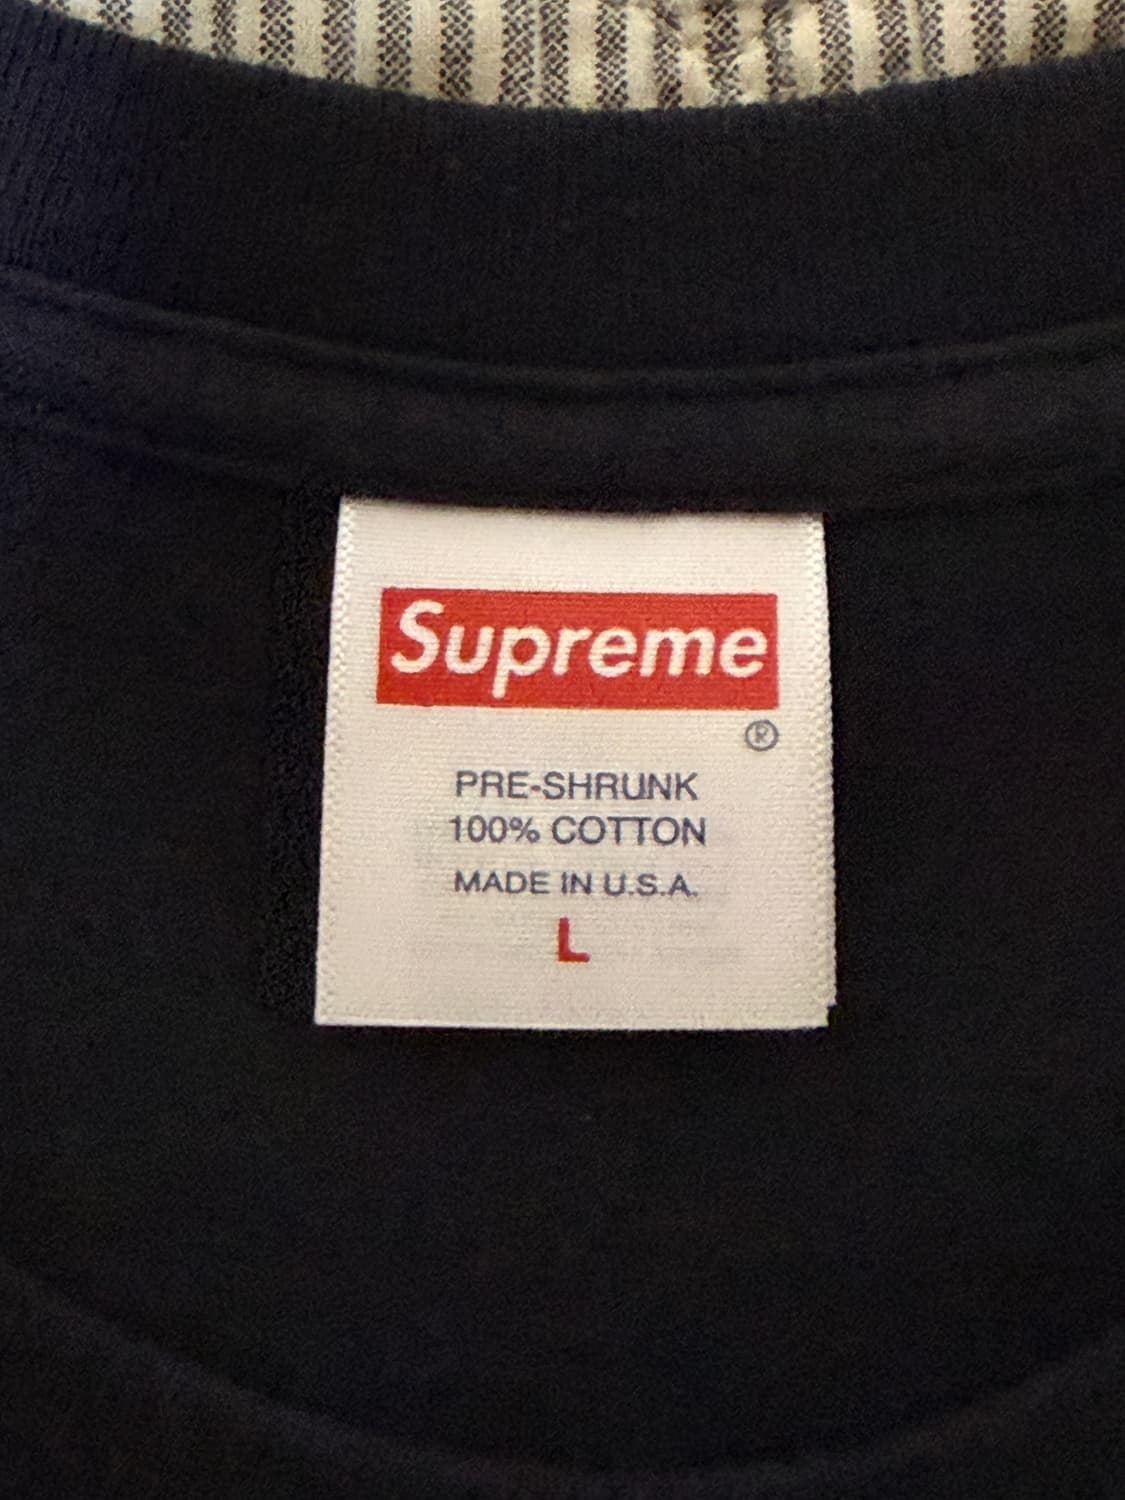 Supreme
®
PRE-SHRUNK
100% COTTON
MADE IN U.S.A.
L